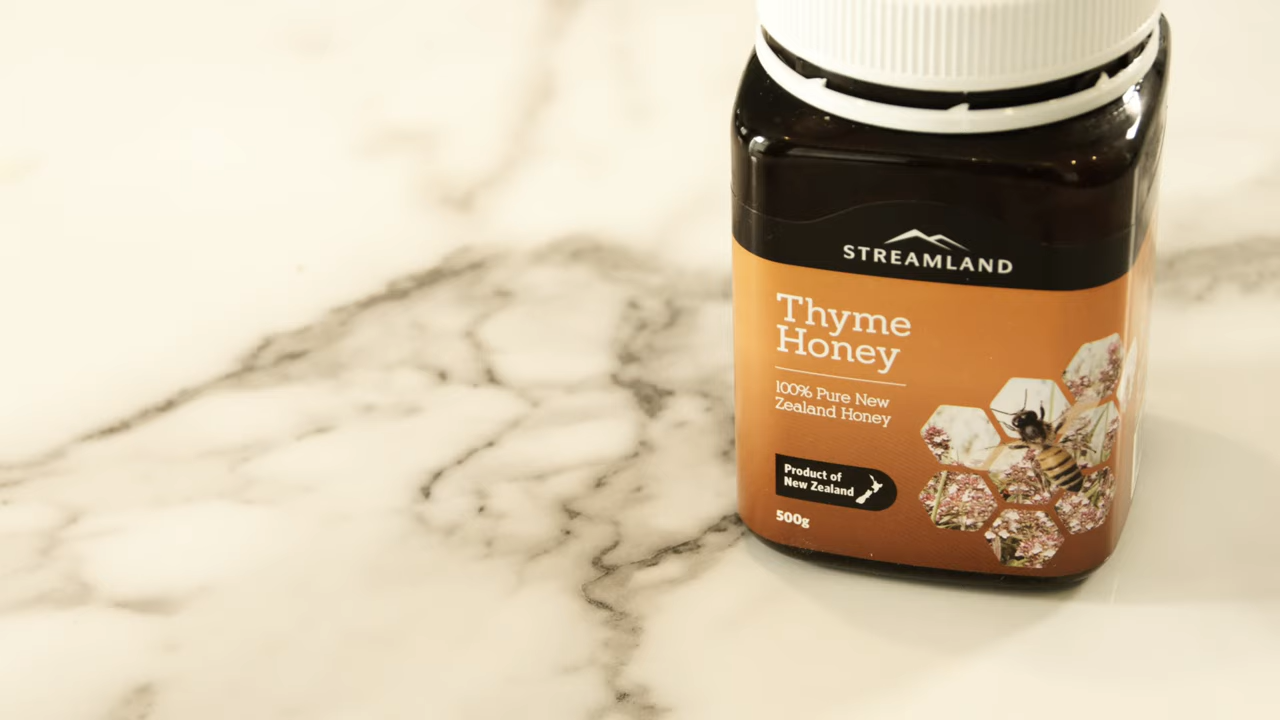 STREAMLAND
Thyme
Honey
100% Pure New
Zealand Honey
Product of
New Zealand
500g